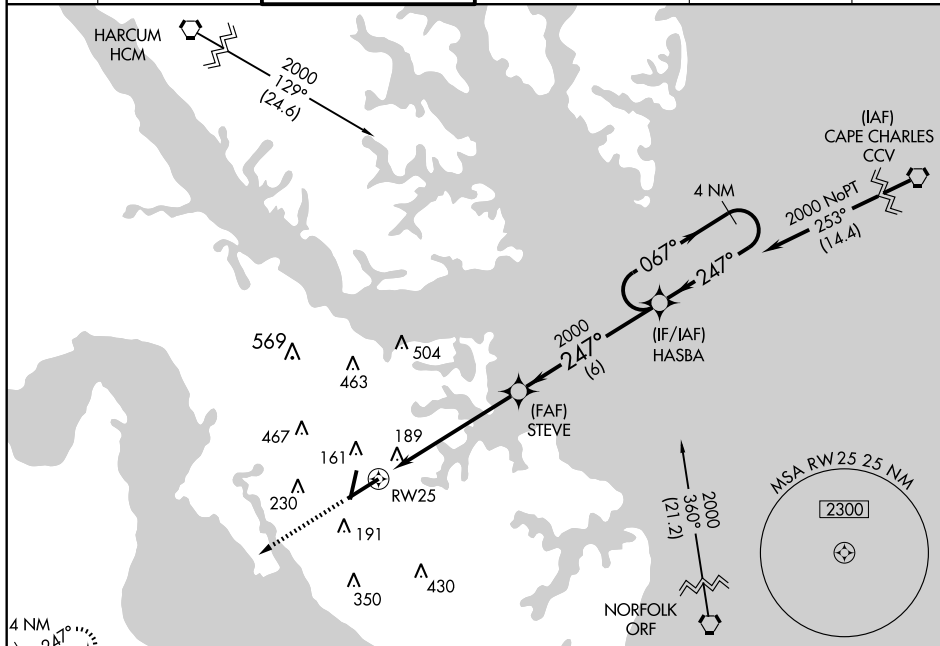 HARCUM
HCM
2000
129°
(24.6)
(IAF)
CAPE CHARLES
CCV
4 NM
2000 NoPT
253°
(14.4)
067°
247°
2000
247°
(6)
(IF/IAF)
HASBA
569
504
463
(FAF)
STEVE
467
161
189
RW25
230
191
350
430
2000
360°
(21.2)
NORFOLK
ORF
MSA RW25 25 NM
2300
4 NM
247°